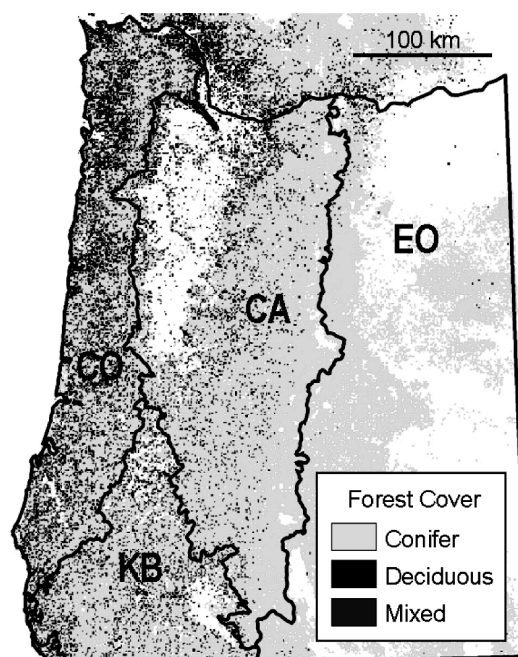 100 km
EO
CA
CO
KB
Forest Cover
Conifer
Deciduous
Mixed